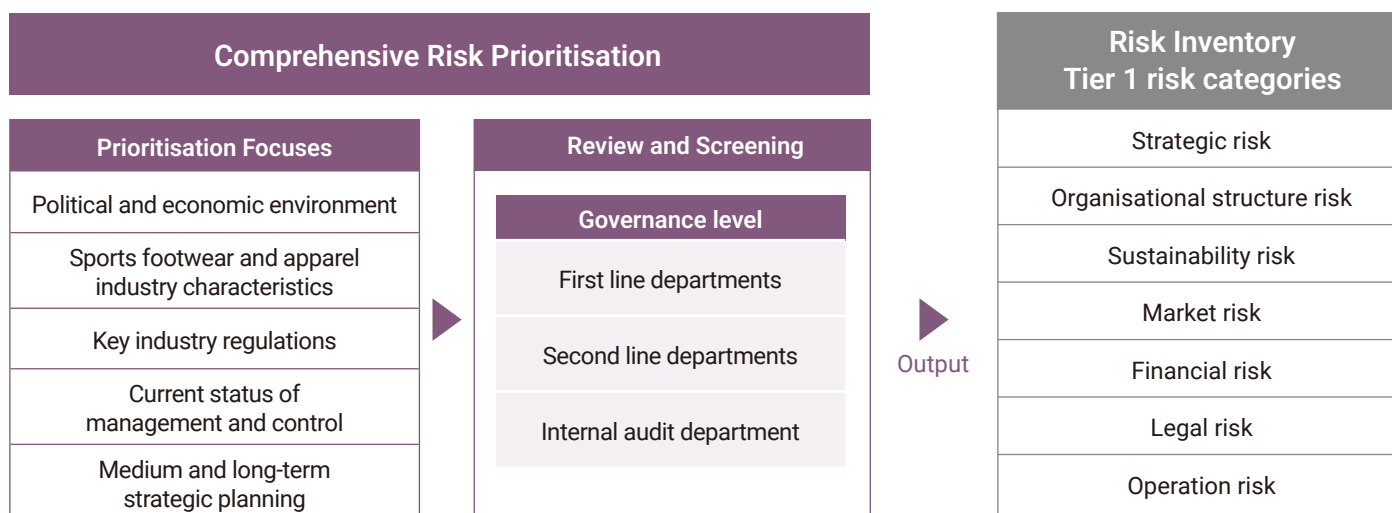 Comprehensive Risk Prioritisation
Prioritisation Focuses
Political and economic environment
Sports footwear and apparel
industry characteristics
Key industry regulations
Current status of
management and control
Medium and long-term
strategic planning
Review and Screening
Governance level
First line departments
Second line departments
Internal audit department
Output
Risk Inventory
Tier 1 risk categories
Strategic risk
Organisational structure risk
Sustainability risk
Market risk
Financial risk
Legal risk
Operation risk